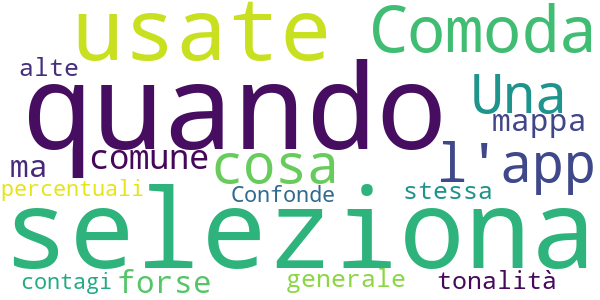 usate Comoda
alte quando Una
mappa
ma comune cosa l'app
percentuali Confonde stessa
seleziona
contagi forse generale tonalità